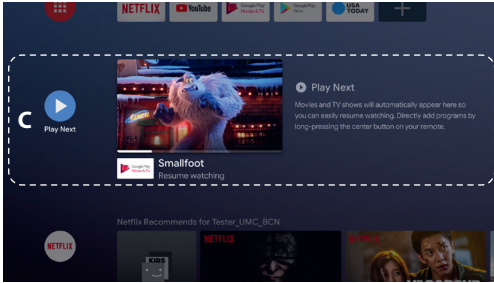 NETFLIX
YouTube
Google Play
Movies & TV
Google Play
USA
TODAY
C
Play Next
Play Next
Movies and TV shows will automatically appear here so
you can easily resume watching. Directly add programs by
long-pressing the center button on your remote.
Google Play
Movies & TV
Smallfoot
Resume watching
Netflix Recommends for Tester_UMC_BCN
NETFLIX
KiDS
NETFLIX
NETFLIX